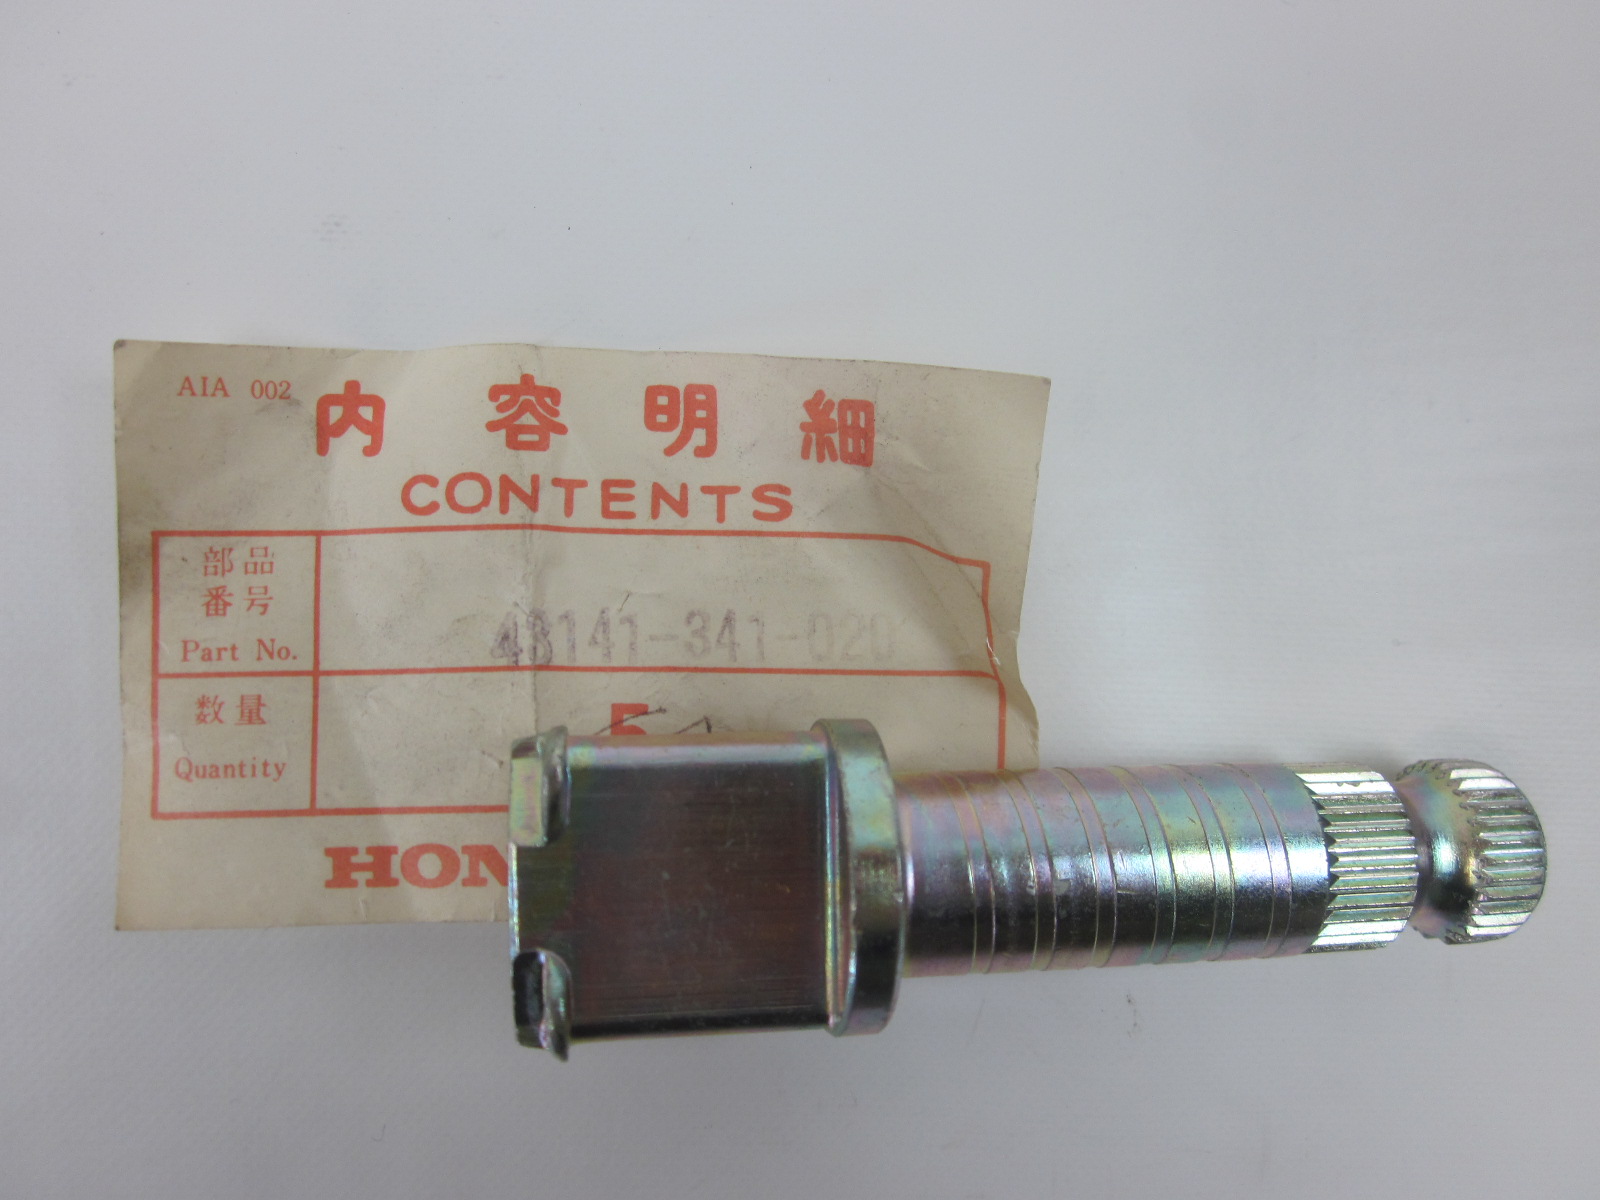 AIA 002
内容明細
CONTENTS
部品
番号
Part No.
43141-341-020
数量
Quantity
5
HON